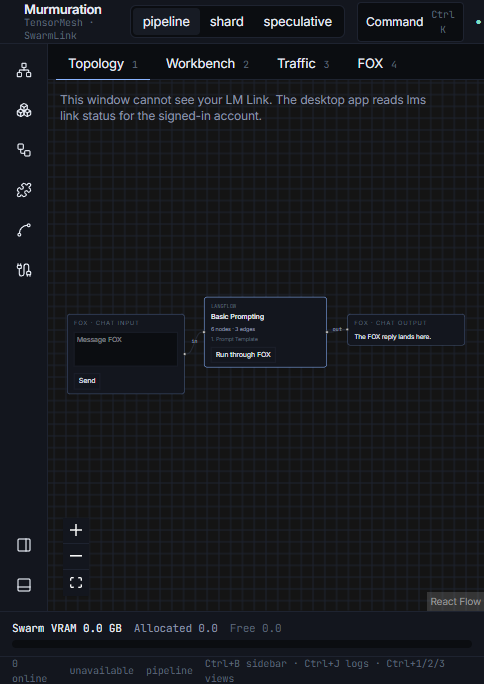 Murmuration
TensorMesh ·
SwarmLink
pipeline shard speculative
Command Ctrl
K
Topology 1 Workbench 2 Traffic 3 FOX 4
This window cannot see your LM Link. The desktop app reads lms
link status for the signed-in account.
FOX · CHAT INPUT
Message FOX
Send
in
LANGFLOW
Basic Prompting
6 nodes · 3 edges
1 Prompt Template
Run through FOX
out
FOX · CHAT OUTPUT
The FOX reply lands here.
React Flow
Swarm VRAM 0.0 GB Allocated 0.0 Free 0.0
0
online
unavailable pipeline
Ctrl+B sidebar · Ctrl+J logs · Ctrl+1/2/3
views